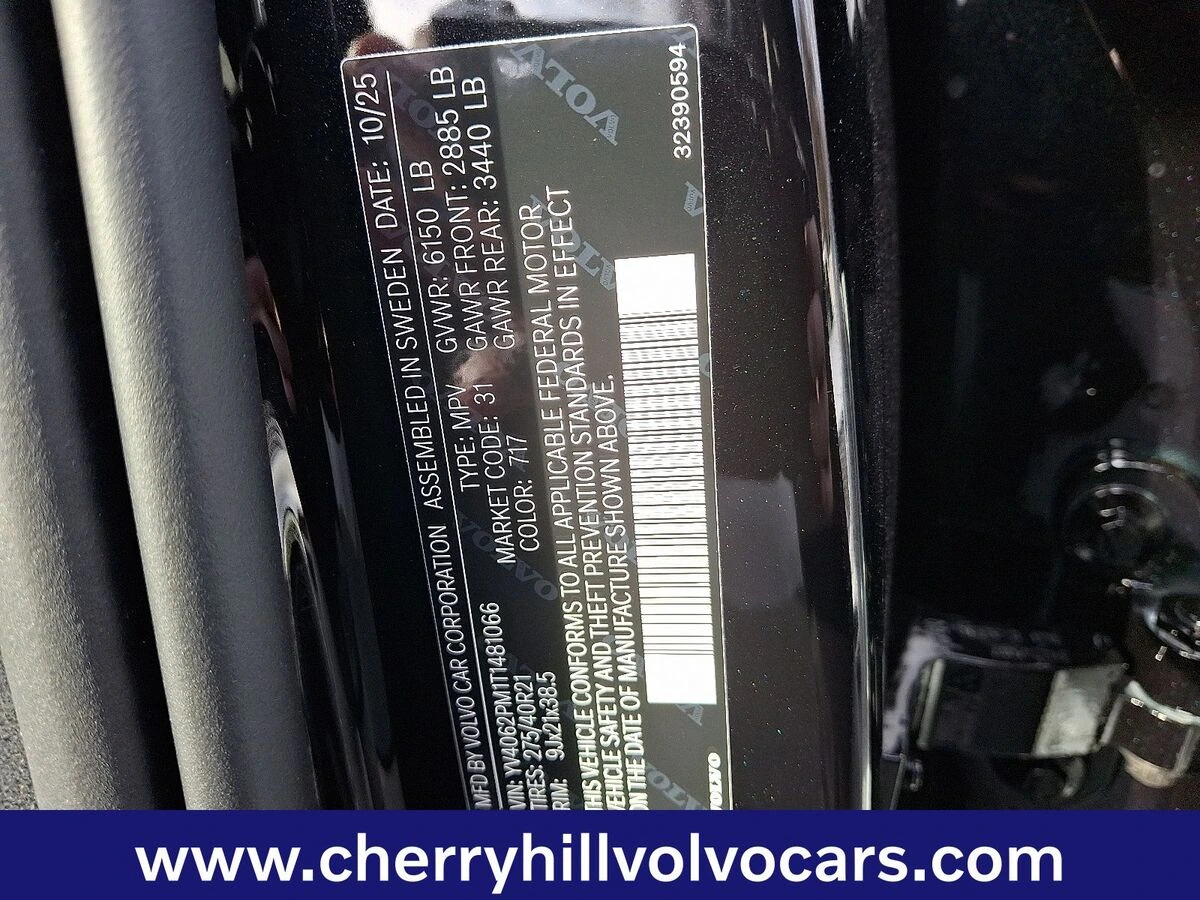 MFD BY VOLVO CAR CORPORATION ASSEMBLED IN SWEDEN DATE: 10/25
VIN: YV4062PM1T1481066 TYPE: MPV GVWR: 6150 LB
TIRES: 275/40R21 MARKET CODE: 31 GAWR FRONT: 2885 LB
RIM: 9Jx21x38.5 COLOR: 717 GAWR REAR: 3440 LB
THIS VEHICLE CONFORMS TO ALL APPLICABLE FEDERAL MOTOR
VEHICLE SAFETY AND THEFT PREVENTION STANDARDS IN EFFECT
ON THE DATE OF MANUFACTURE SHOWN ABOVE.
VOLVO 32390594
www.cherryhillvolvocars.com